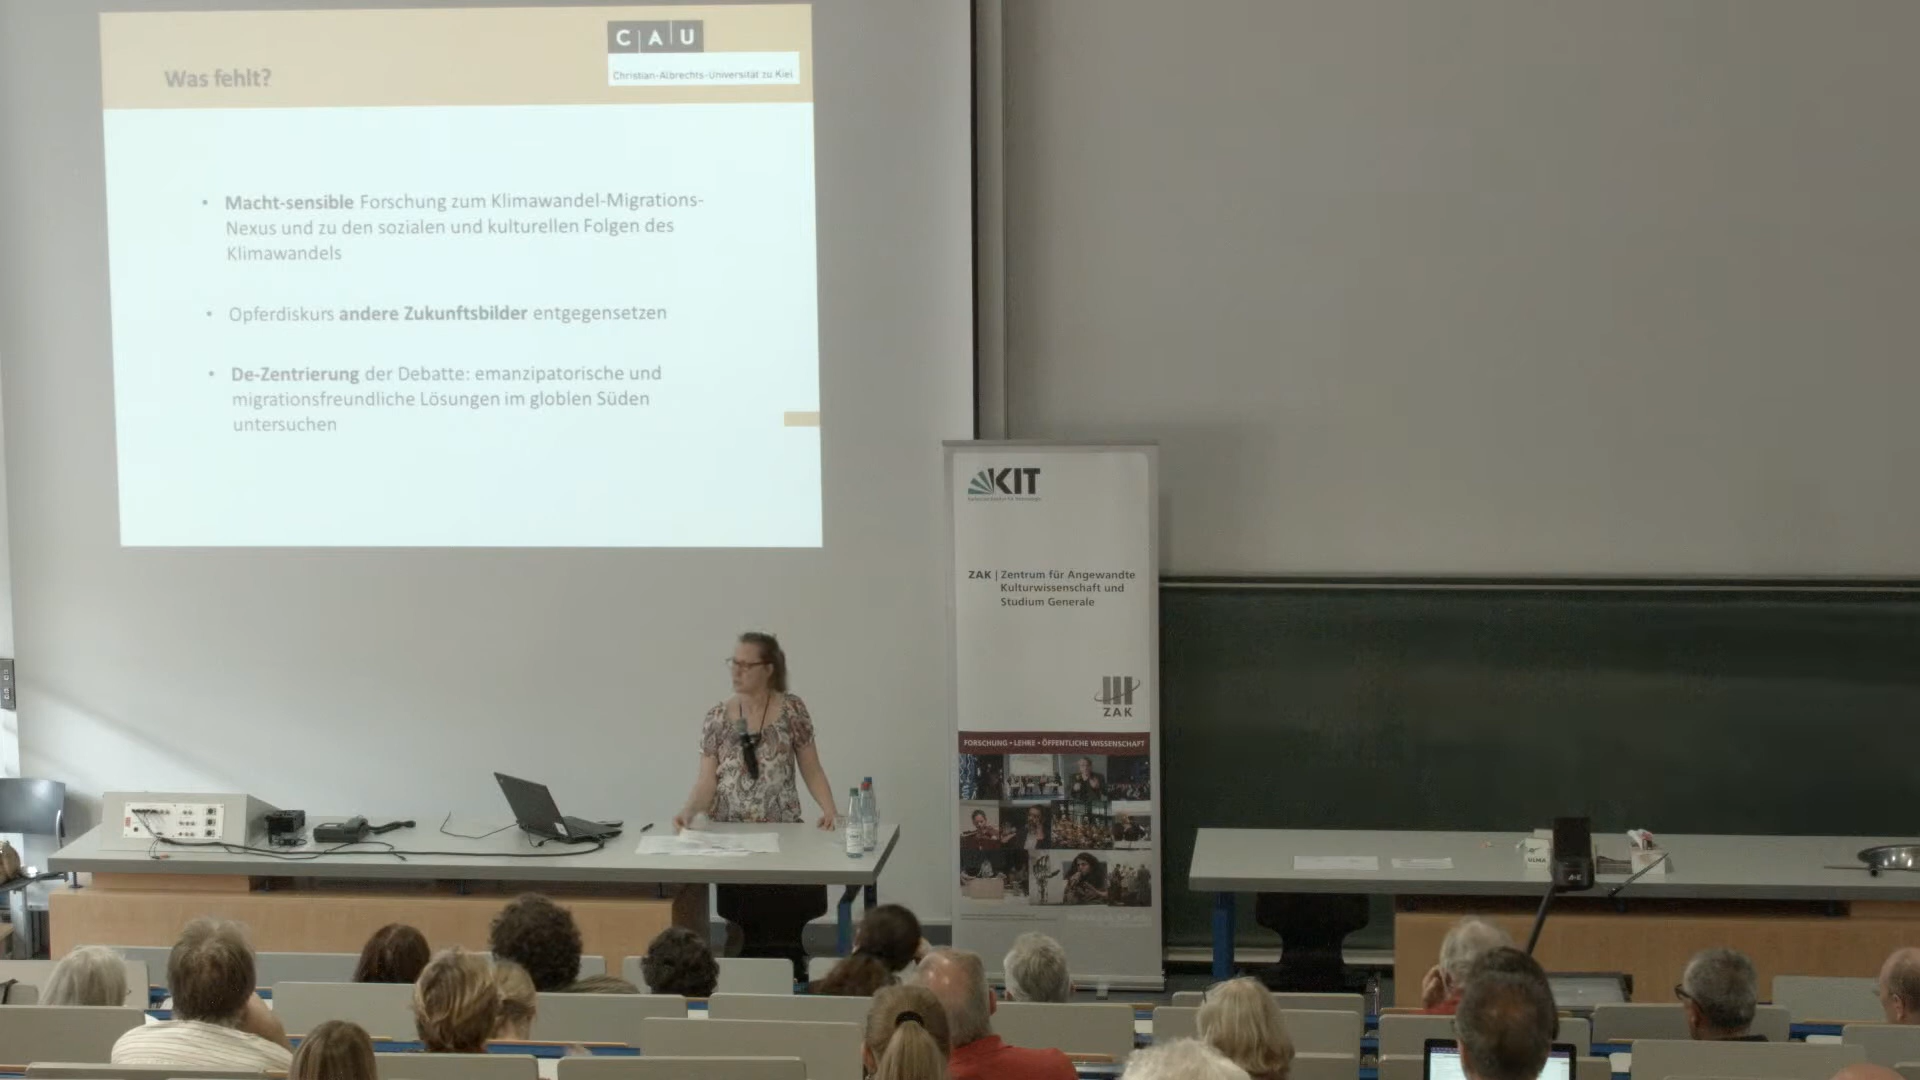 Was fehlt?
C A U
Christian-Albrechts-Universität zu Kiel
• Macht-sensible Forschung zum Klimawandel-Migrations-
Nexus und zu den sozialen und kulturellen Folgen des
Klimawandels
• Opferdiskurs andere Zukunftsbilder entgegensetzen
• De-Zentrierung der Debatte: emanzipatorische und
migrationsfreundliche Lösungen im globlen Süden
untersuchen
KIT
ZAK | Zentrum für Angewandte
Kulturwissenschaft und
Studium Generale
ZAK
FORSCHUNG • LEHRE • ÖFFENTLICHE WISSENSCHAFT
ULMA